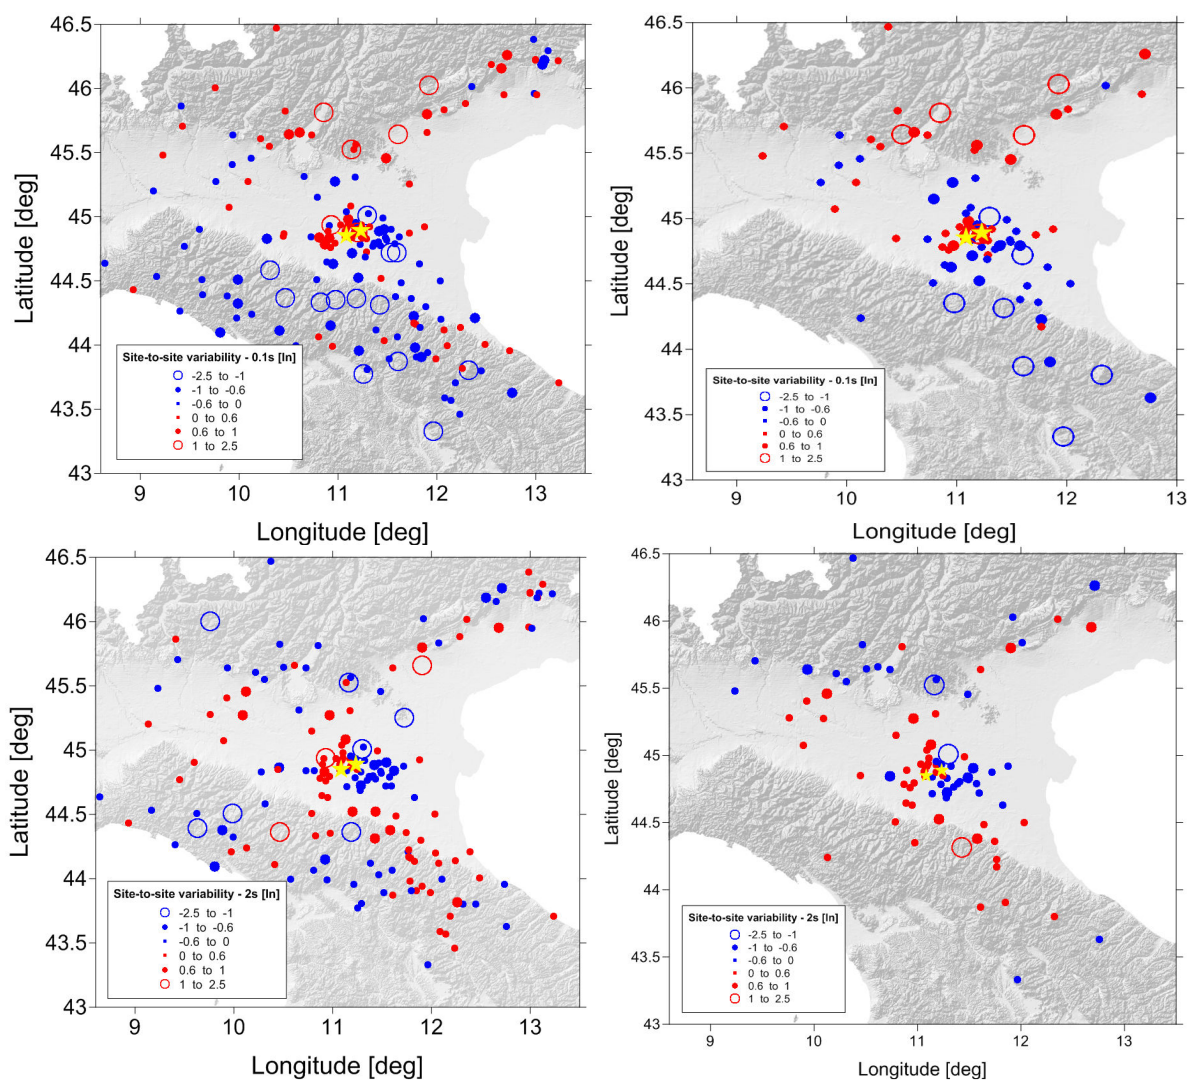 46.5
46
45.5
45
44.5
44
43.5
43
Latitude [deg]
9
10
11
12
13
Longitude [deg]
Site-to-site variability - 0.1s [ln]
-2.5 to -1
-1 to -0.6
-0.6 to 0
0 to 0.6
0.6 to 1
1 to 2.5
46.5
46
45.5
45
44.5
44
43.5
43
Latitude [deg]
9
10
11
12
13
Longitude [deg]
Site-to-site variability - 0.1s [ln]
-2.5 to -1
-1 to -0.6
-0.6 to 0
0 to 0.6
0.6 to 1
1 to 2.5
46.5
46
45.5
45
44.5
44
43.5
43
Latitude [deg]
9
10
11
12
13
Longitude [deg]
Site-to-site variability - 2s [ln]
-2.5 to -1
-1 to -0.6
-0.6 to 0
0 to 0.6
0.6 to 1
1 to 2.5
46.5
46
45.5
45
44.5
44
43.5
43
Latitude [deg]
9
10
11
12
13
Longitude [deg]
Site-to-site variability - 2s [ln]
-2.5 to -1
-1 to -0.6
-0.6 to 0
0 to 0.6
0.6 to 1
1 to 2.5